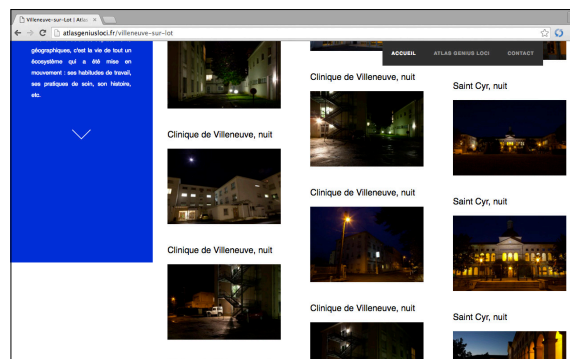 Villeneuve-sur-Lot | Atlas
atlasgeniusloci.fr/villeneuve-sur-lot
ACCUEIL ATLAS GENIUS LOCI CONTACT
géographiques, c'est la vie de tout un
écosystème qui a été mise en
mouvement : ses habitudes de travail,
ses pratiques de soin, son histoire,
etc.
Clinique de Villeneuve, nuit
Clinique de Villeneuve, nuit
Clinique de Villeneuve, nuit
Clinique de Villeneuve, nuit
Clinique de Villeneuve, nuit
Saint Cyr, nuit
Saint Cyr, nuit
Saint Cyr, nuit